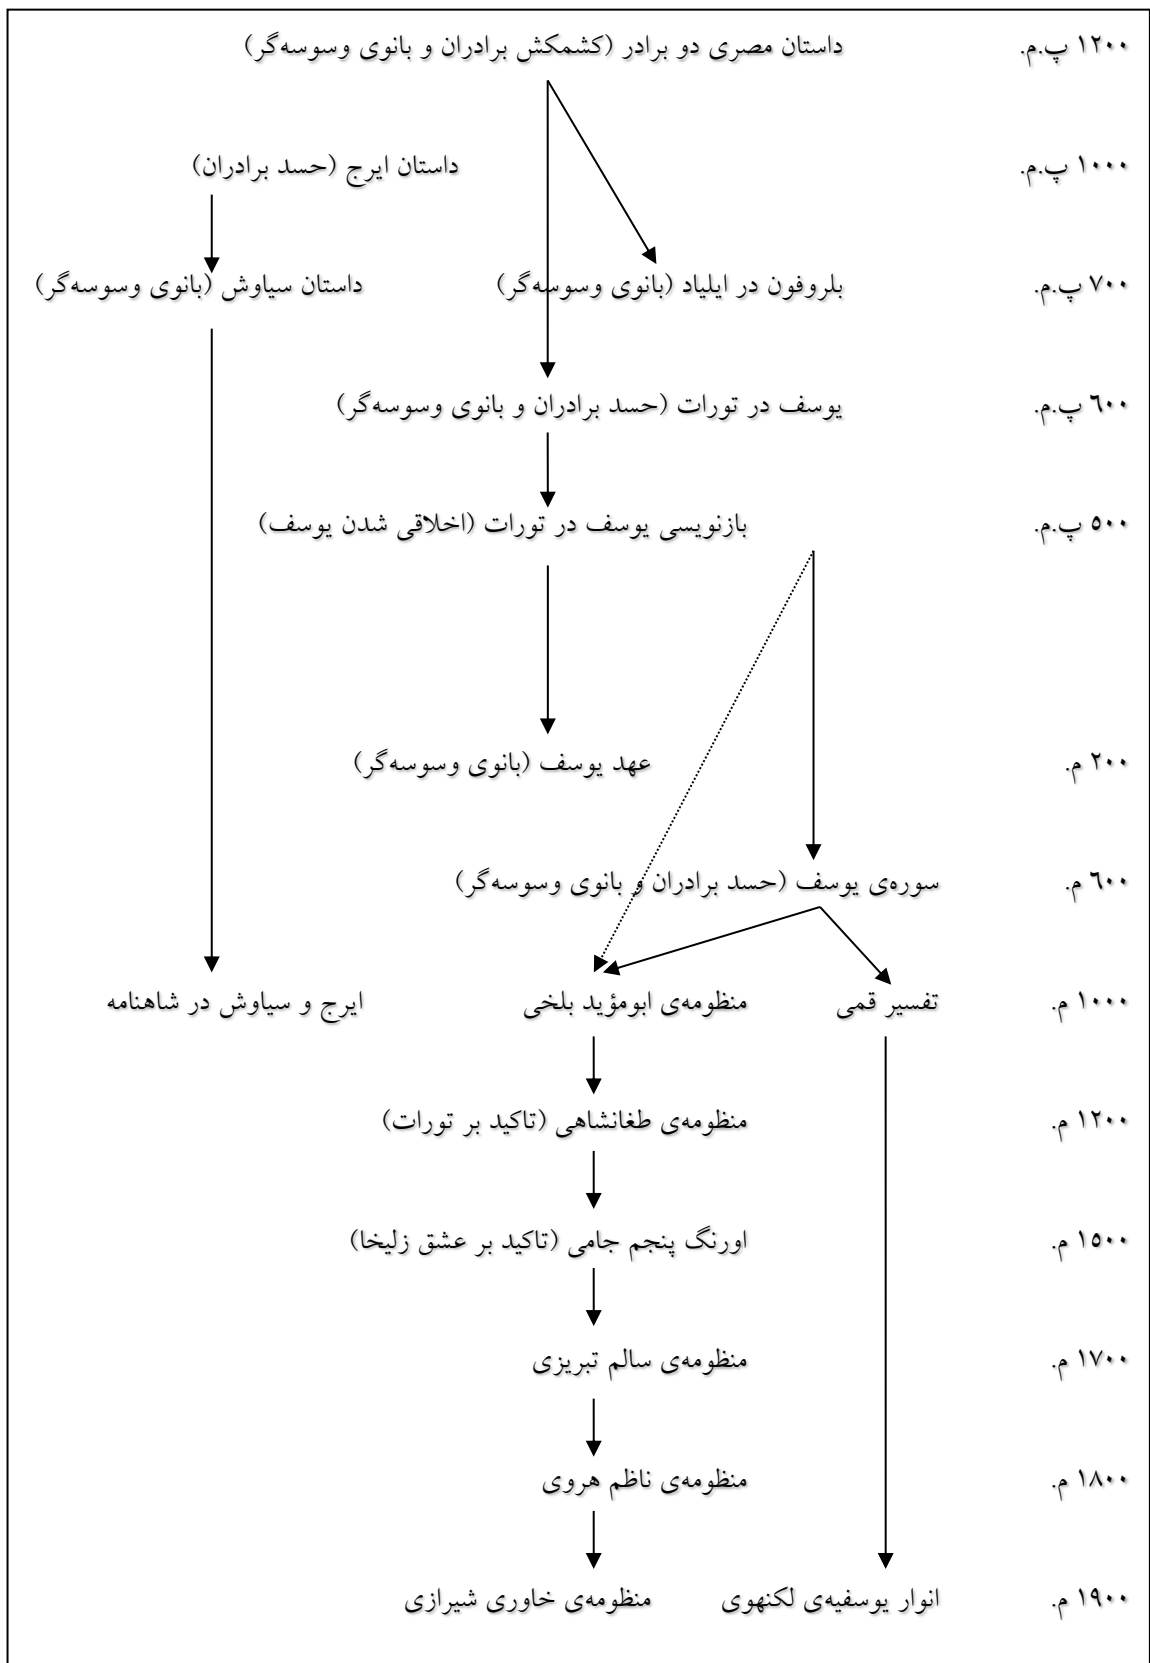 ۱۲۰۰ پ.م. داستان مصری دو برادر (کشمکش برادران و بانوی وسوسه‌گر)
۱۰۰۰ پ.م. داستان ایرج (حسد برادران)
۷۰۰ پ.م. بلروفون در ایلیاد (بانوی وسوسه‌گر) داستان سیاوش (بانوی وسوسه‌گر)
۶۰۰ پ.م. یوسف در تورات (حسد برادران و بانوی وسوسه‌گر)
۵۰۰ پ.م. بازنویسی یوسف در تورات (اخلاقی شدن یوسف)
۲۰۰ م. عهد یوسف (بانوی وسوسه‌گر)
۶۰۰ م. سوره‌ی یوسف (حسد برادران و بانوی وسوسه‌گر)
۱۰۰۰ م. تفسیر قمی منظومه‌ی ابومؤید بلخی ایرج و سیاوش در شاهنامه
۱۲۰۰ م. منظومه‌ی طغانشاهی (تاکید بر تورات)
۱۵۰۰ م. اورنگ پنجم جامی (تاکید بر عشق زلیخا)
۱۷۰۰ م. منظومه‌ی سالم تبریزی
۱۸۰۰ م. منظومه‌ی ناظم هروی
۱۹۰۰ م. انوار یوسفیه‌ی لکنهوی منظومه‌ی خاوری شیرازی